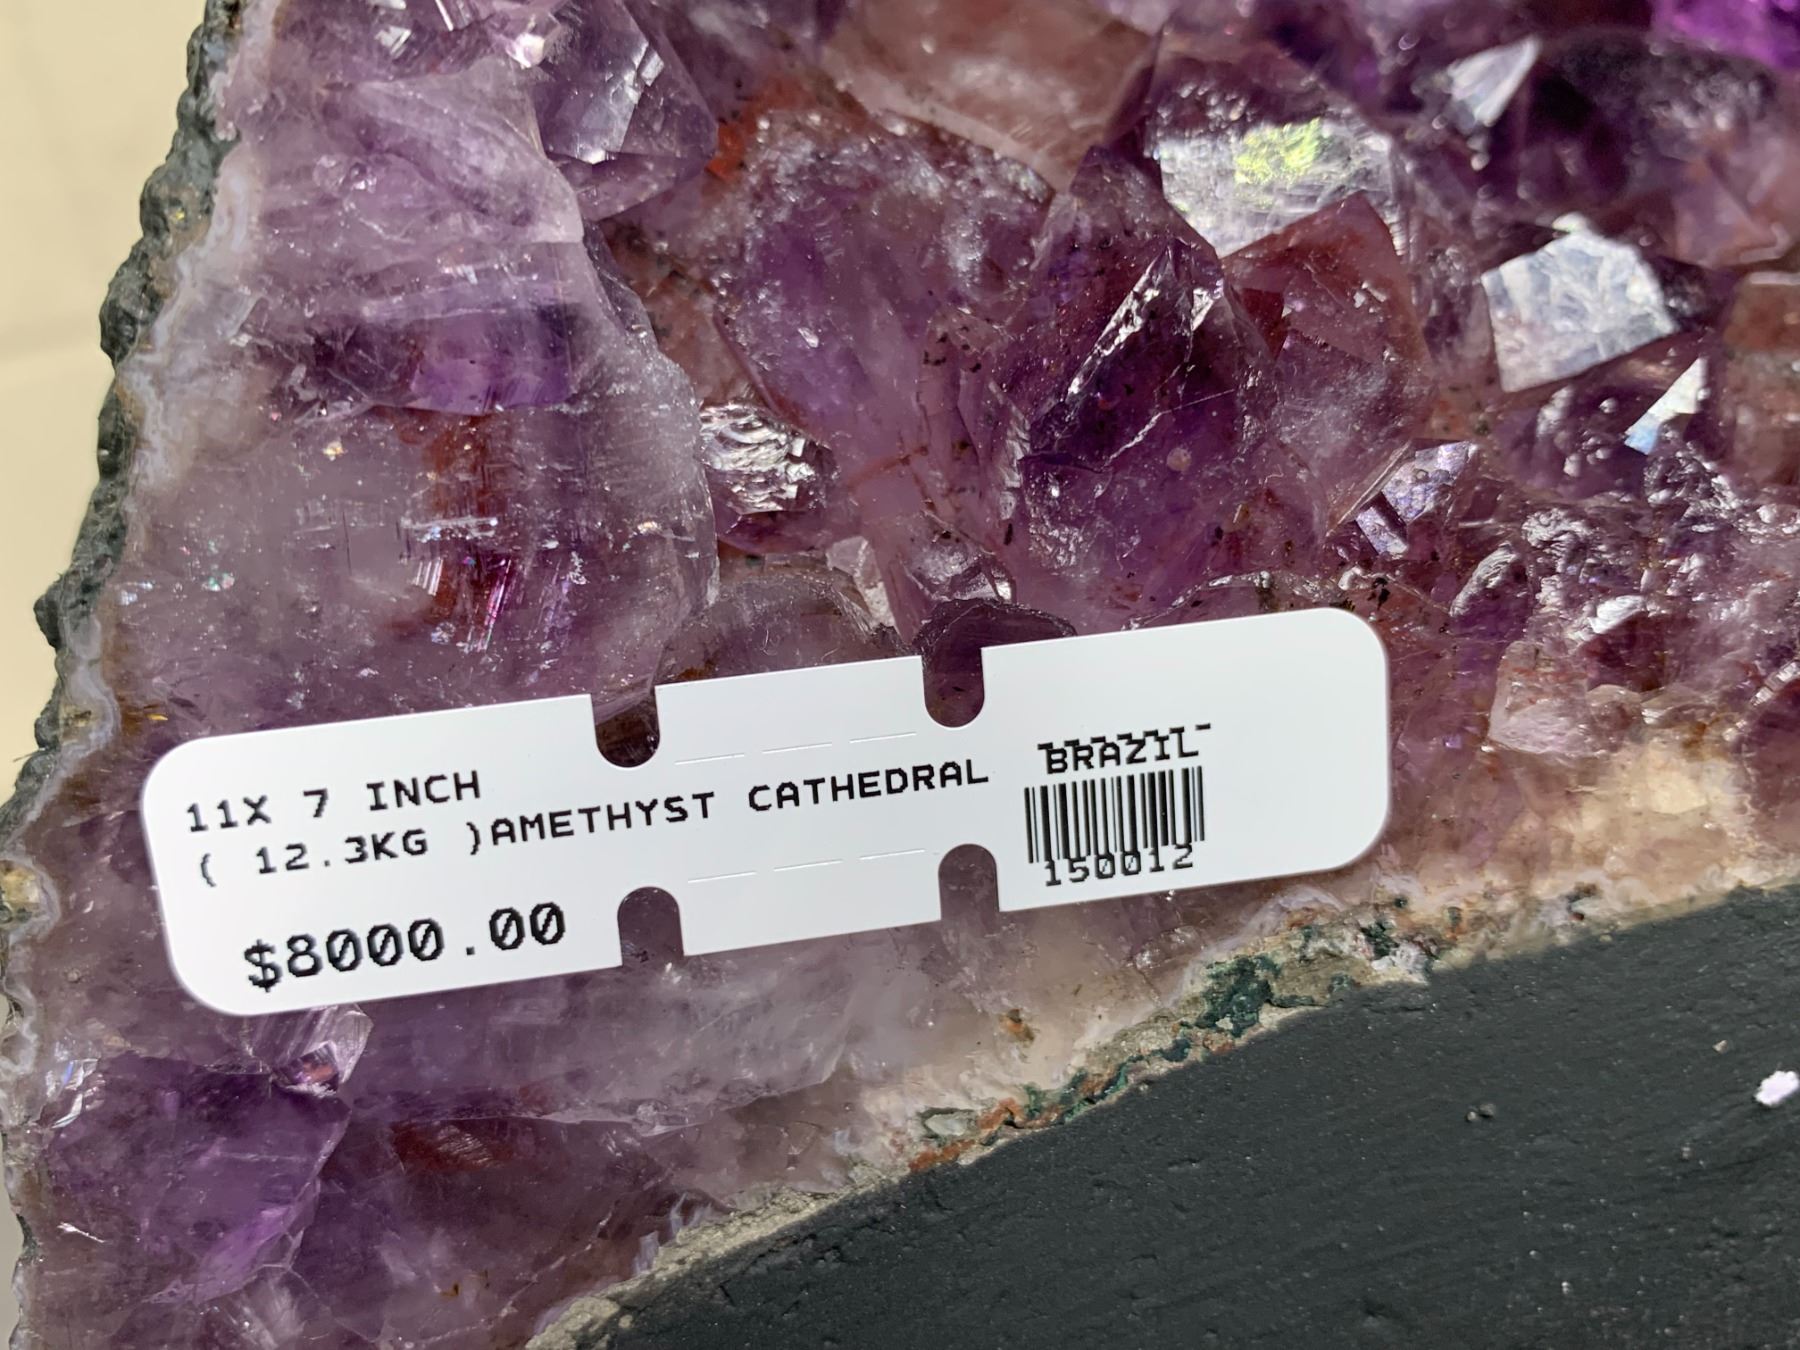 11X 7 INCH
( 12.3KG )AMETHYST CATHEDRAL
$8000.00
BRAZIL
150012